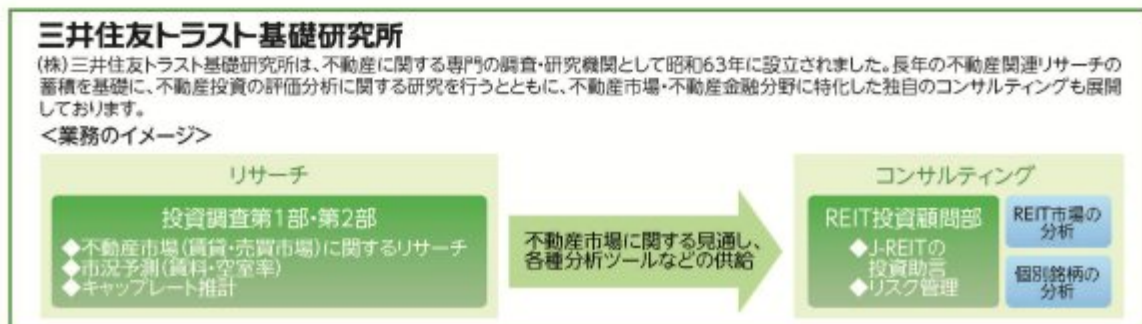 三井住友トラスト基礎研究所
(株)三井住友トラスト基礎研究所は、不動産に関する専門の調査・研究機関として昭和63年に設立されました。長年の不動産関連リサーチの
蓄積を基礎に、不動産投資の評価分析に関する研究を行うとともに、不動産市場・不動産金融分野に特化した独自のコンサルティングも展開
しております。
<業務のイメージ>
リサーチ
投資調査第1部・第2部
◆不動産市場(賃貸・売買市場)に関するリサーチ
◆市況予測(賃料・空室率)
◆キャップレート推計
不動産市場に関する見通し、
各種分析ツールなどの供給
コンサルティング
REIT投資顧問部
◆J-REITの
投資助言
◆リスク管理
REIT市場の
分析
個別銘柄の
分析